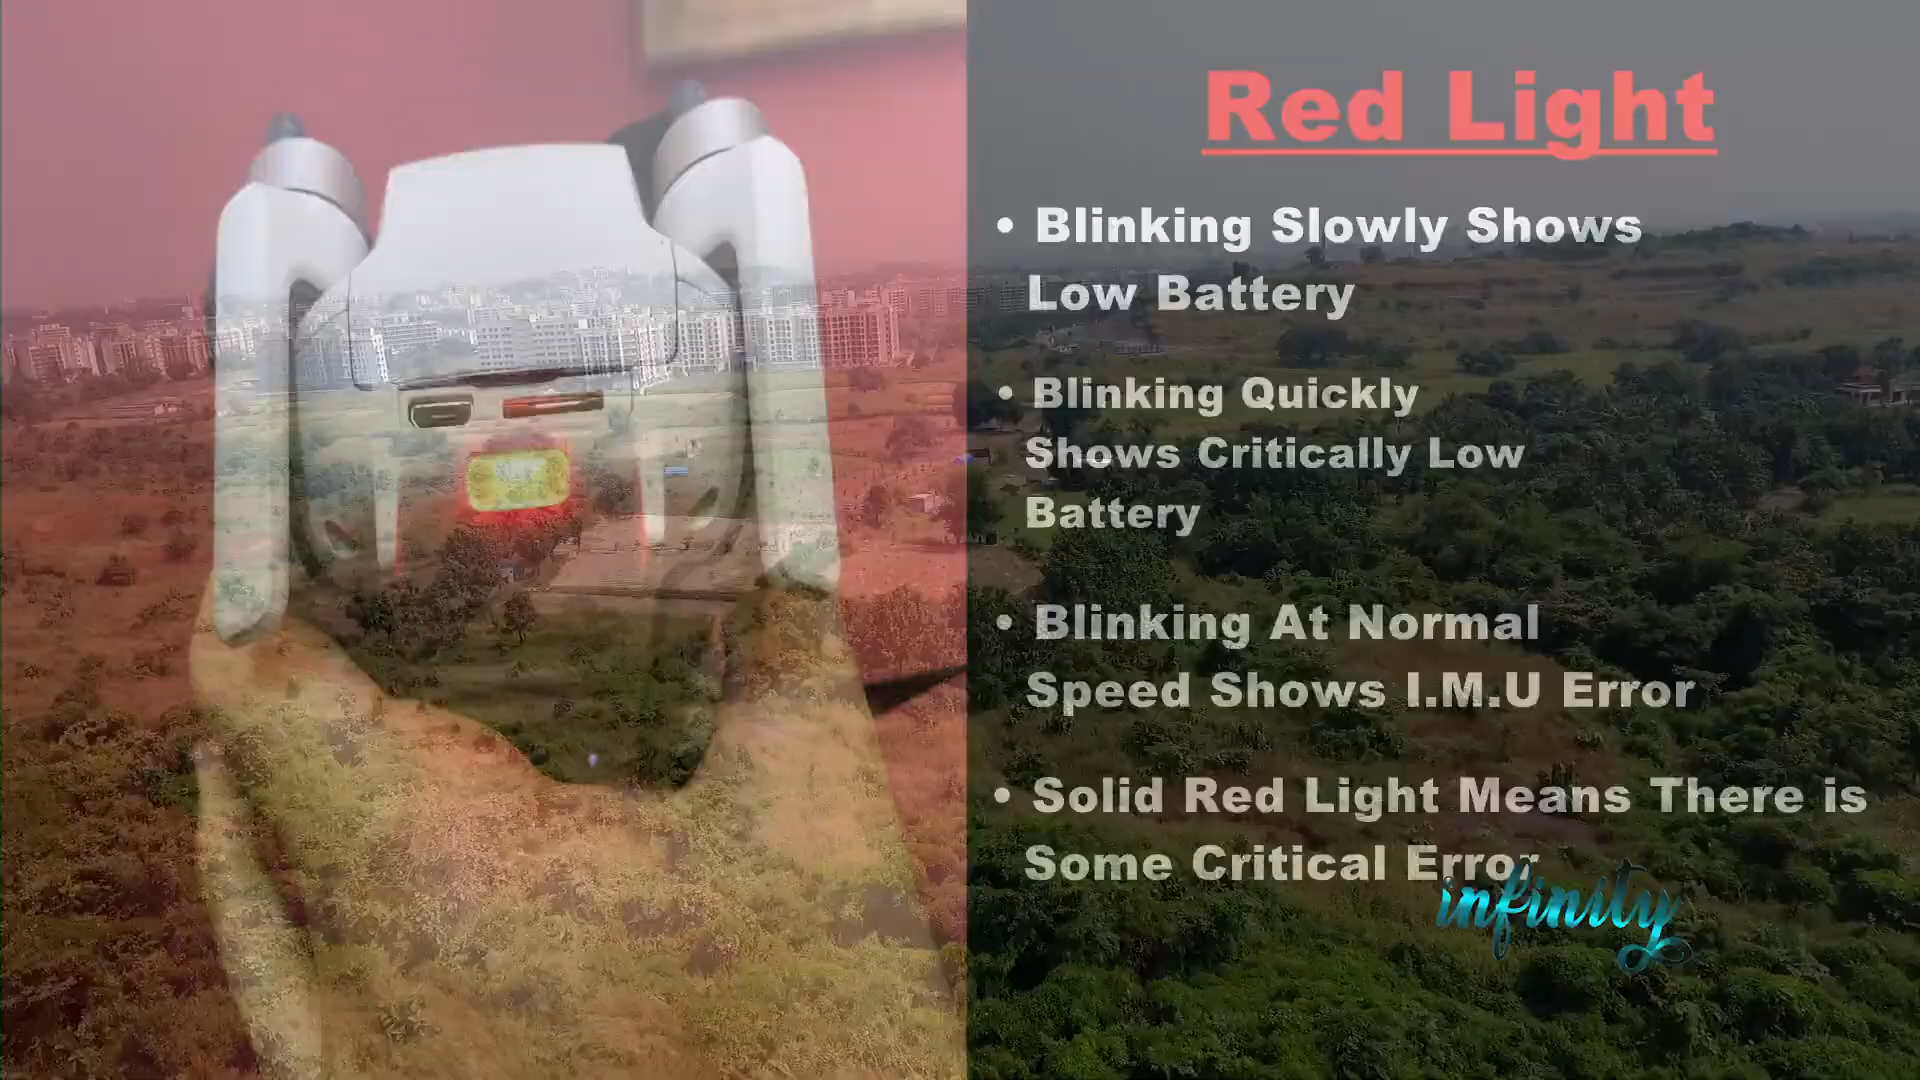 Red Light
• Blinking Slowly Shows
Low Battery
• Blinking Quickly
Shows Critically Low
Battery
• Blinking At Normal
Speed Shows I.M.U Error
• Solid Red Light Means There is
Some Critical Error
infinity